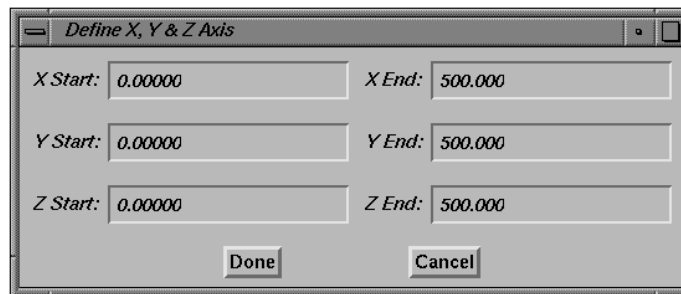 Define X, Y & Z Axis
X Start: 0.00000 X End: 500.000
Y Start: 0.00000 Y End: 500.000
Z Start: 0.00000 Z End: 500.000
Done Cancel